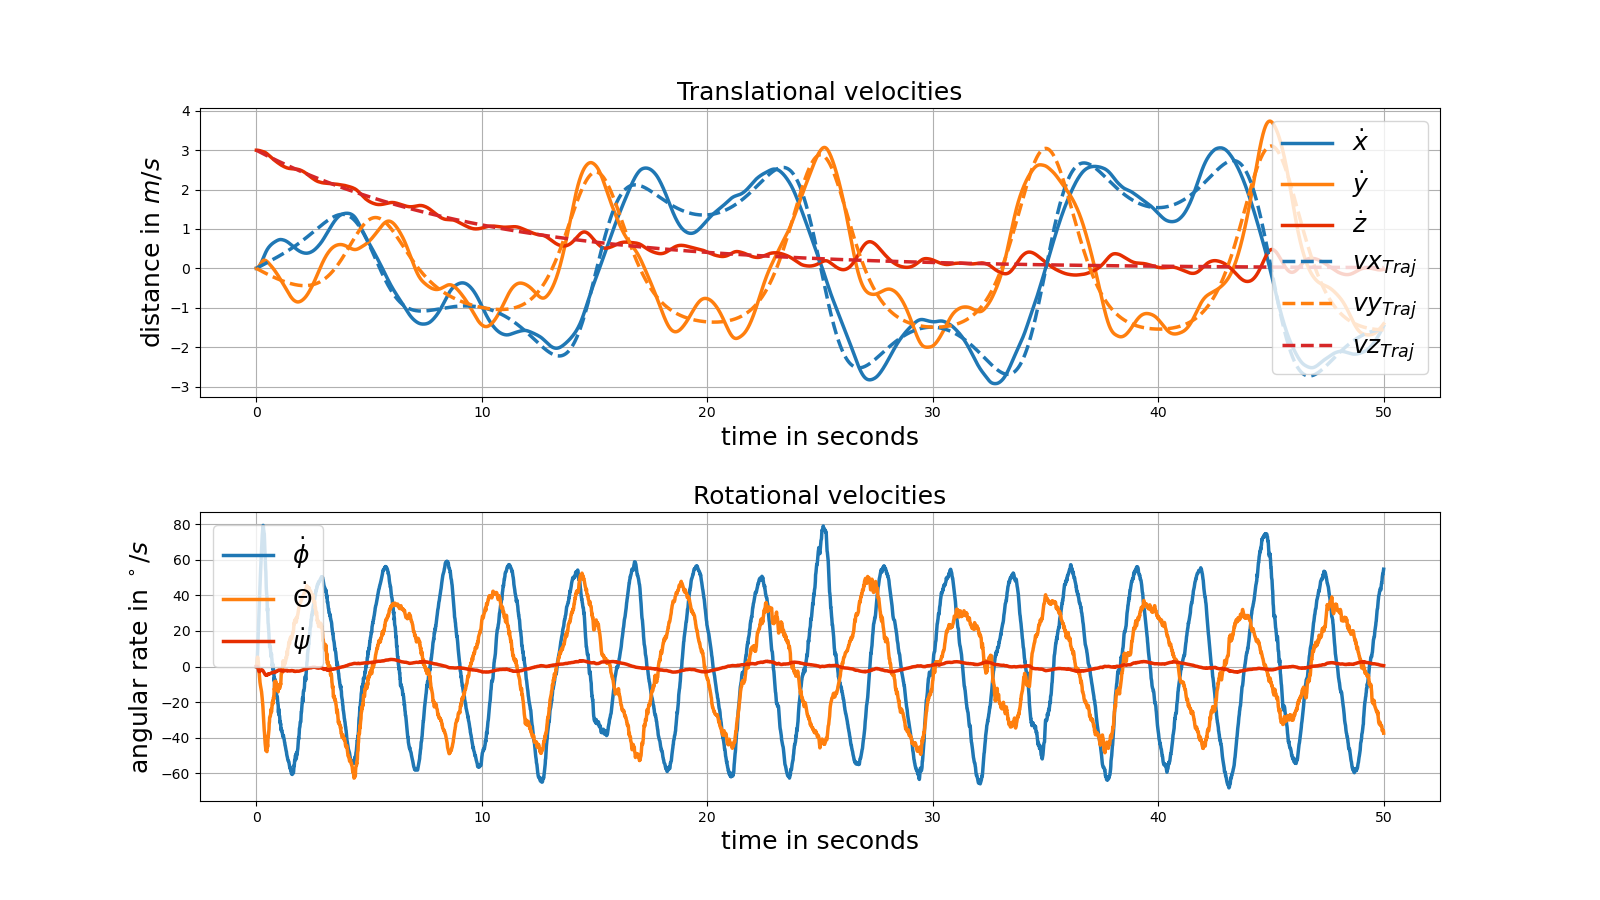 Translational velocities
distance in m/s
4
3
2
1
0
−1
−2
−3
ẋ
ẏ
ż
vx_Traj
vy_Traj
vz_Traj
0 10 20 30 40 50
time in seconds
Rotational velocities
angular rate in °/s
80
60
40
20
0
−20
−40
−60
ϕ̇
Θ̇
ψ̇
0 10 20 30 40 50
time in seconds